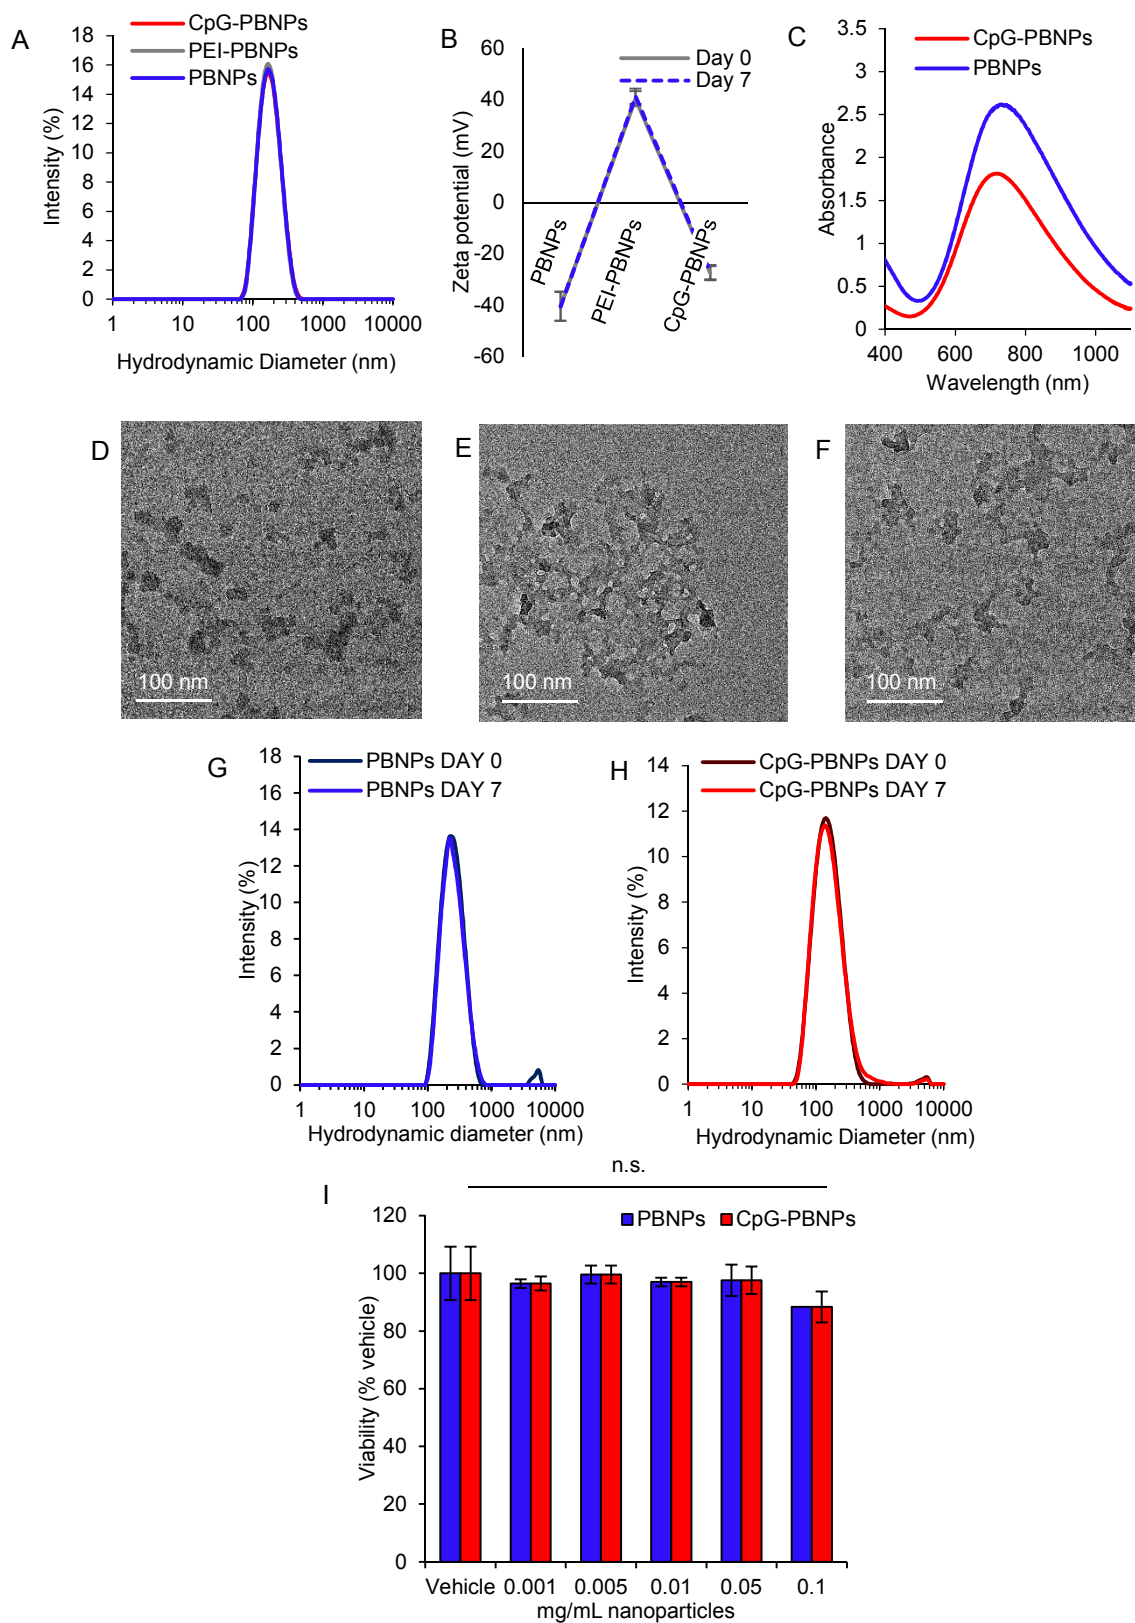 A
CpG-PBNPs
PEI-PBNPs
PBNPs
18
16
14
12
10
8
6
4
2
0
Intensity (%)
1 10 100 1000 10000
Hydrodynamic Diameter (nm)
B
Day 0
Day 7
60
40
20
0
-20
-40
-60
Zeta potential (mV)
PBNPs
PEI-PBNPs
CpG-PBNPs
C
CpG-PBNPs
PBNPs
3.5
3
2.5
2
1.5
1
0.5
0
Absorbance
400 600 800 1000
Wavelength (nm)
D
100 nm
E
100 nm
F
100 nm
G
PBNPs DAY 0
PBNPs DAY 7
18
16
14
12
10
8
6
4
2
0
Intensity (%)
1 10 100 1000 10000
Hydrodynamic diameter (nm)
H
CpG-PBNPs DAY 0
CpG-PBNPs DAY 7
14
12
10
8
6
4
2
0
Intensity (%)
1 10 100 1000 10000
Hydrodynamic Diameter (nm)
I
n.s.
PBNPs CpG-PBNPs
120
100
80
60
40
20
0
Viability (% vehicle)
Vehicle 0.001 0.005 0.01 0.05 0.1
mg/mL nanoparticles